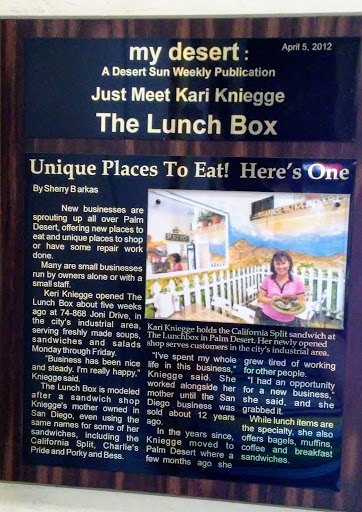 my desert :
April 5, 2012
A Desert Sun Weekly Publication
Just Meet Kari Kniegge
The Lunch Box
Unique Places To Eat! Here's One
By Sherry Barkas
New businesses are
sprouting up all over Palm
Desert, offering new places to
eat and unique places to shop
or have some repair work
done.
Many are small businesses
run by owners alone or with a
small staff.
Keri Kniegge opened The
Lunch Box about five weeks
ago at 74-868 Joni Drive, in
the city's industrial area,
serving freshly made soups,
sandwiches and salads
Monday through Friday.
"Business has been nice
and steady. I'm really happy,"
Kniegge said.
The Lunch Box is modeled
after a sandwich shop
Kniegge's mother owned in
San Diego, even using the
same names for some of her
sandwiches, including the
California Split, Charlie's
Pride and Porky and Bess.
Kari Kniegge holds the California Split sandwich at
The Lunchbox in Palm Desert. Her newly opened
shop serves customers in the city's industrial area.
"I've spent my whole
life in this business,"
Kniegge said. She
worked alongside her
mother until the San
Diego business was
sold about 12 years
ago.
In the years since,
Kniegge moved to
Palm Desert where a
few months ago she
grew tired of working
for other people.
"I had an opportunity
for a new business,"
she said, and she
grabbed it.
While lunch items are
the specialty, she also
offers bagels, muffins,
coffee and breakfast
sandwiches.